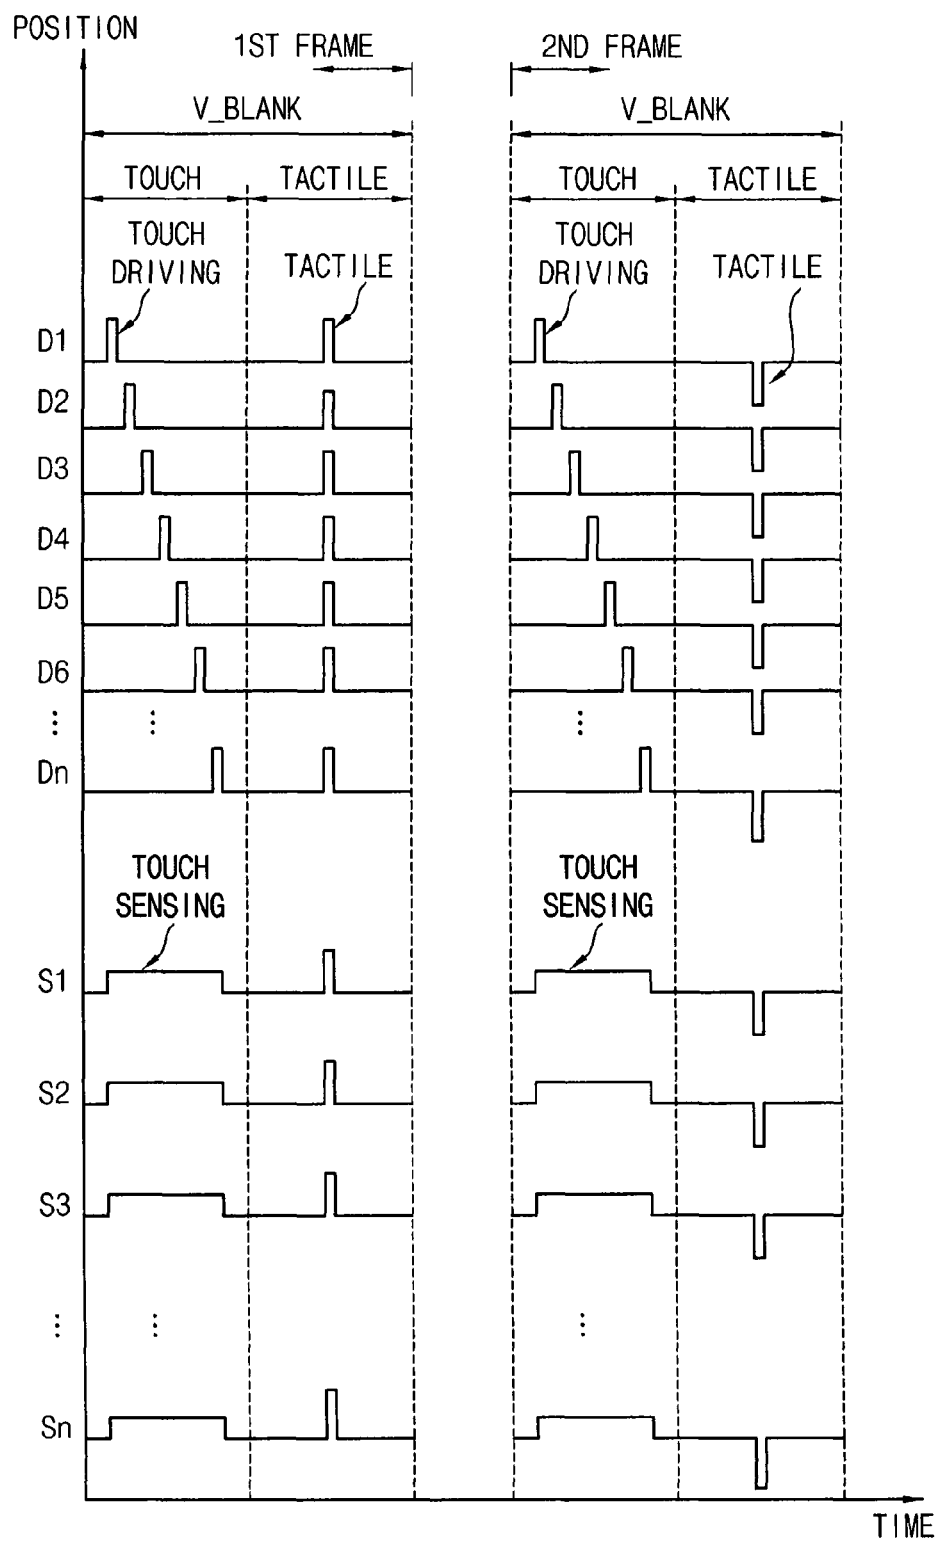 POSITION
1ST FRAME
2ND FRAME
V_BLANK
V_BLANK
TOUCH
TACTILE
TOUCH
TACTILE
TOUCH
DRIVING
TACTILE
TOUCH
DRIVING
TACTILE
D1
D2
D3
D4
D5
D6
⋮
⋮
⋮
Dn
TOUCH
SENSING
TOUCH
SENSING
S1
S2
S3
⋮
⋮
⋮
Sn
TIME